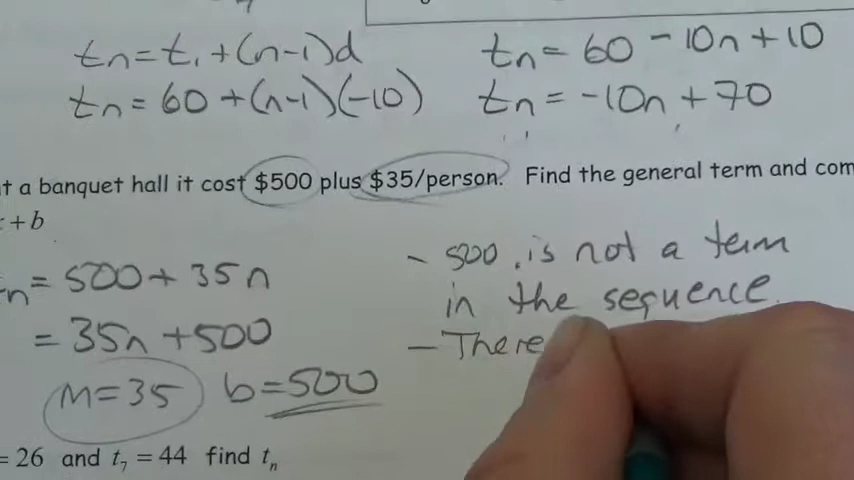 tn = t1 + (n-1)d
tn = 60 + (n-1)(-10)
tn = 60 - 10n + 10
tn = -10n + 70
t a banquet hall it cost $500 plus $35/person. Find the general term and com
+ b
tn = 500 + 35n
= 35n + 500
m = 35 b = 500
- 500 is not a term
in the sequence.
- There
= 26 and t7 = 44 find tn